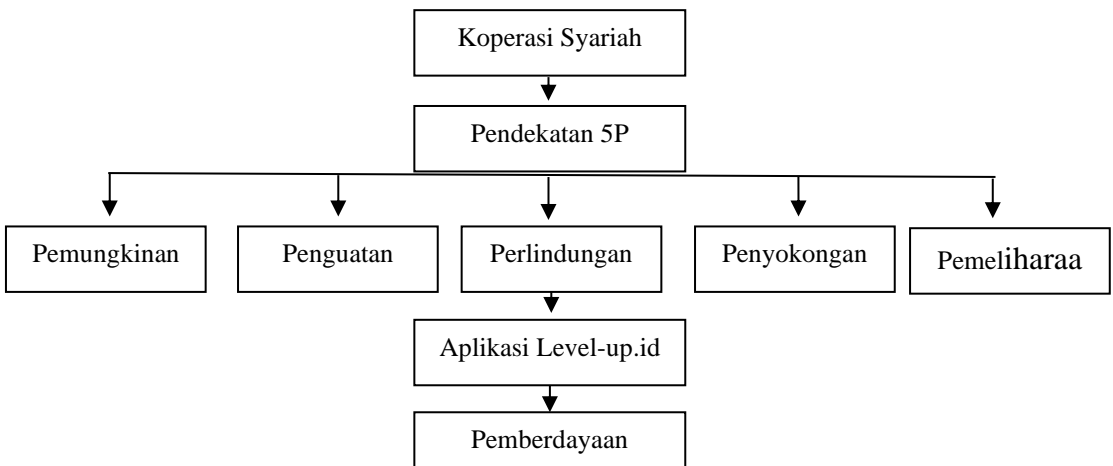 Koperasi Syariah
Pendekatan 5P
Pemungkinan
Penguatan
Perlindungan
Penyokongan
Pemeliharaa
Aplikasi Level-up.id
Pemberdayaan